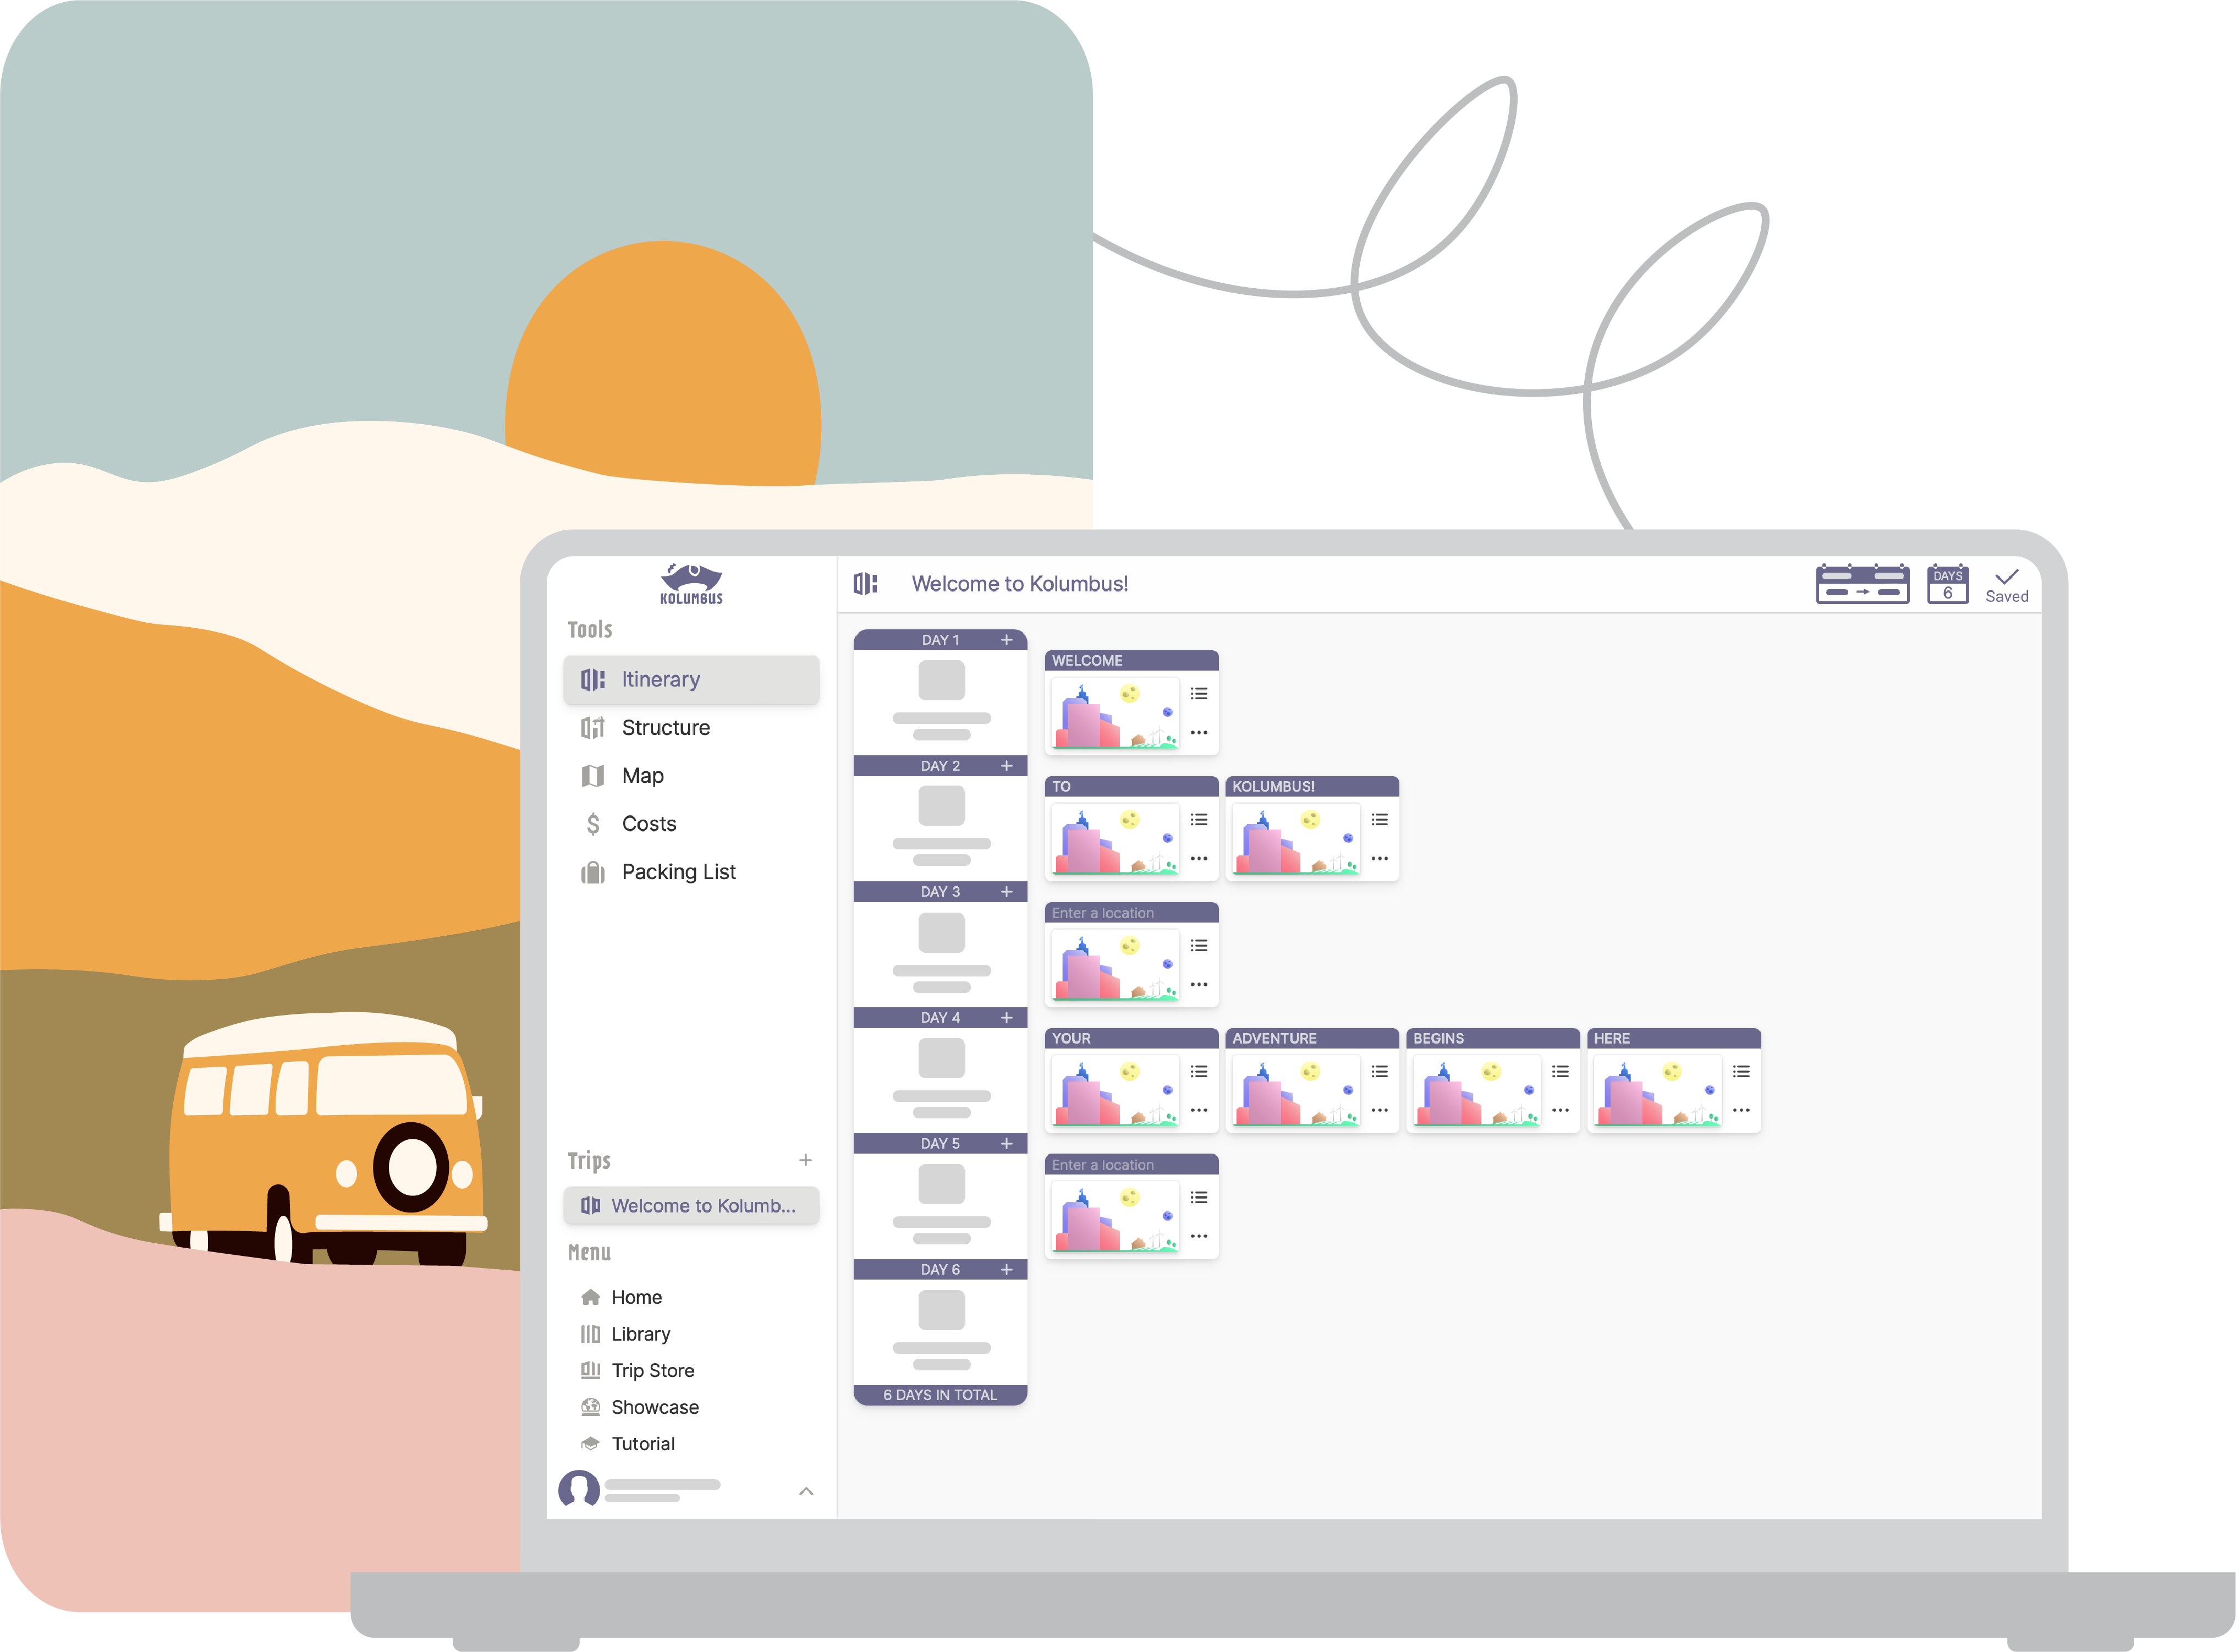 KOLUMBUS
Tools
Itinerary
Structure
Map
Costs
Packing List
Trips +
Welcome to Kolumb...
Menu
Home
Library
Trip Store
Showcase
Tutorial
Welcome to Kolumbus!
DAYS
6
Saved
DAY 1 +
WELCOME
DAY 2 +
TO
KOLUMBUS!
DAY 3 +
Enter a location
DAY 4 +
YOUR
ADVENTURE
BEGINS
HERE
DAY 5 +
Enter a location
DAY 6 +
6 DAYS IN TOTAL